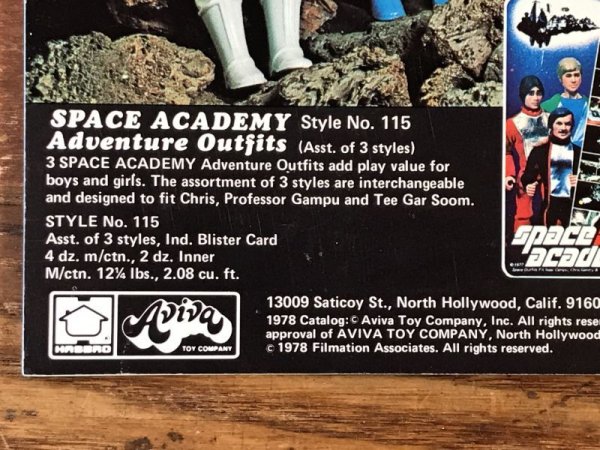 SPACE ACADEMY Style No. 115
Adventure Outfits (Asst. of 3 styles)
3 SPACE ACADEMY Adventure Outfits add play value for
boys and girls. The assortment of 3 styles are interchangeable
and designed to fit Chris, Professor Gampu and Tee Gar Soom.
STYLE No. 115
Asst. of 3 styles, Ind. Blister Card
4 dz. m/ctn., 2 dz. Inner
M/ctn. 12¼ lbs., 2.08 cu. ft.
space
acade
© 1977
HASBRO
Aviva
TOY COMPANY
13009 Saticoy St., North Hollywood, Calif. 9160
1978 Catalog: © Aviva Toy Company, Inc. All rights rese
approval of AVIVA TOY COMPANY, North Hollywood
© 1978 Filmation Associates. All rights reserved.